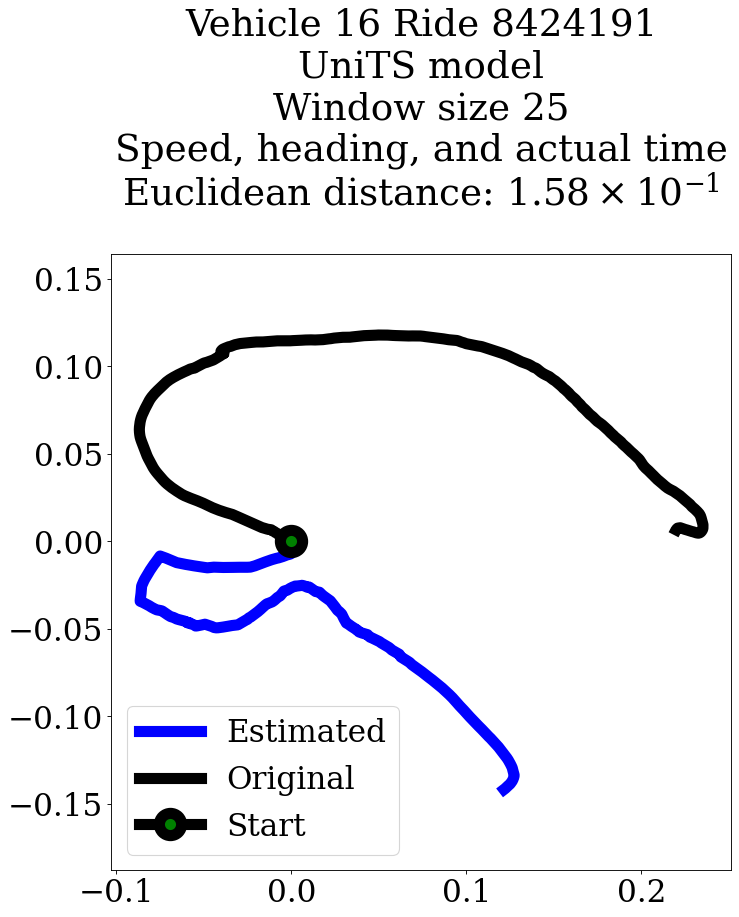 Vehicle 16 Ride 8424191
UniTS model
Window size 25
Speed, heading, and actual time
Euclidean distance: 1.58 × 10⁻¹
0.15
0.10
0.05
0.00
−0.05
−0.10
−0.15
Estimated
Original
Start
−0.1
0.0
0.1
0.2